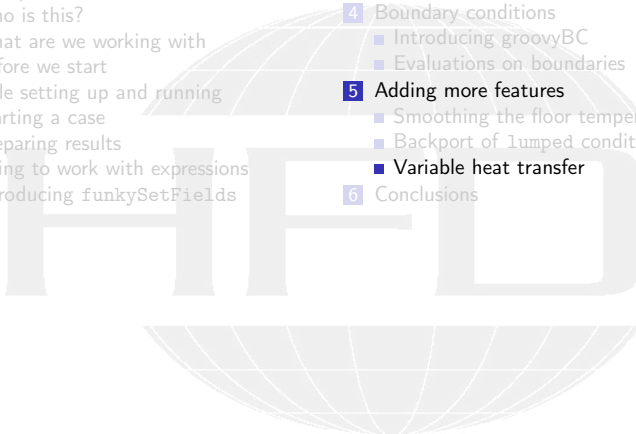 o is this?
at are we working with
fore we start
le setting up and running
rting a case
eparing results
ing to work with expressions
roducing funkySetFields
4 Boundary conditions
Introducing groovyBC
Evaluations on boundaries
5 Adding more features
Smoothing the floor temper
Backport of lumped condit
Variable heat transfer
6 Conclusions
HFD